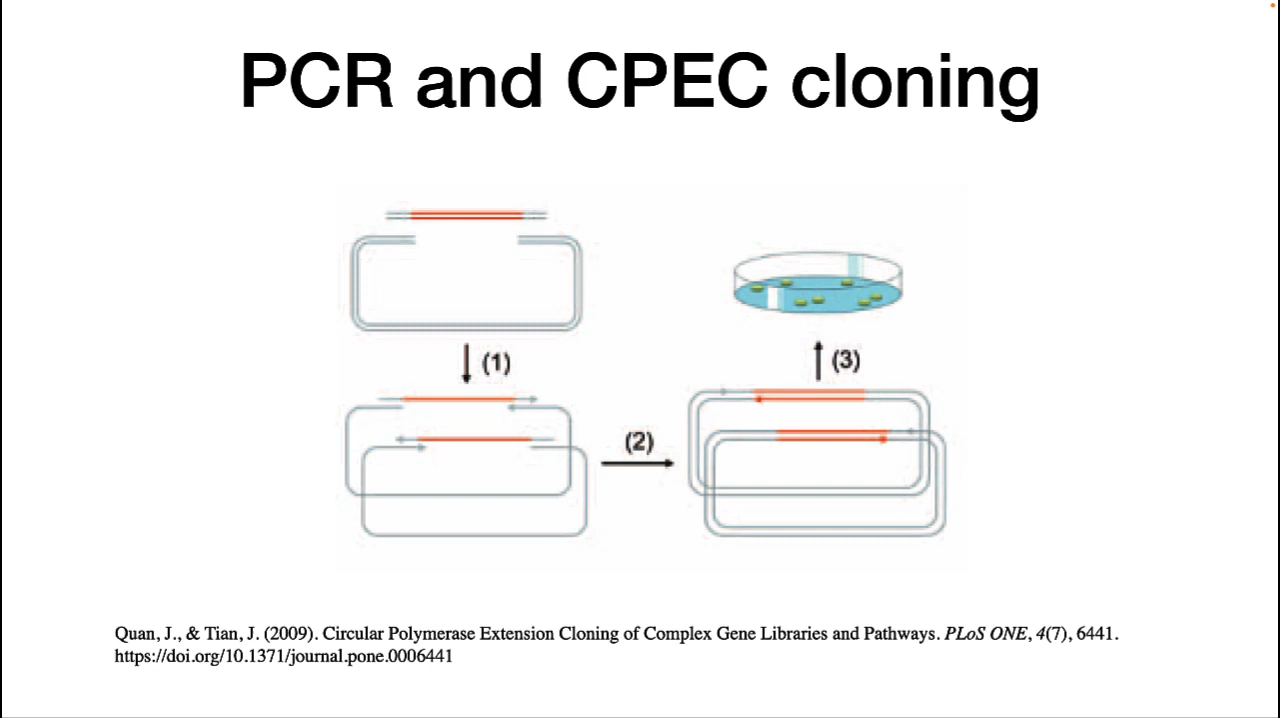 PCR and CPEC cloning
(1)
(2)
(3)
Quan, J., & Tian, J. (2009). Circular Polymerase Extension Cloning of Complex Gene Libraries and Pathways. PLoS ONE, 4(7), 6441.
https://doi.org/10.1371/journal.pone.0006441